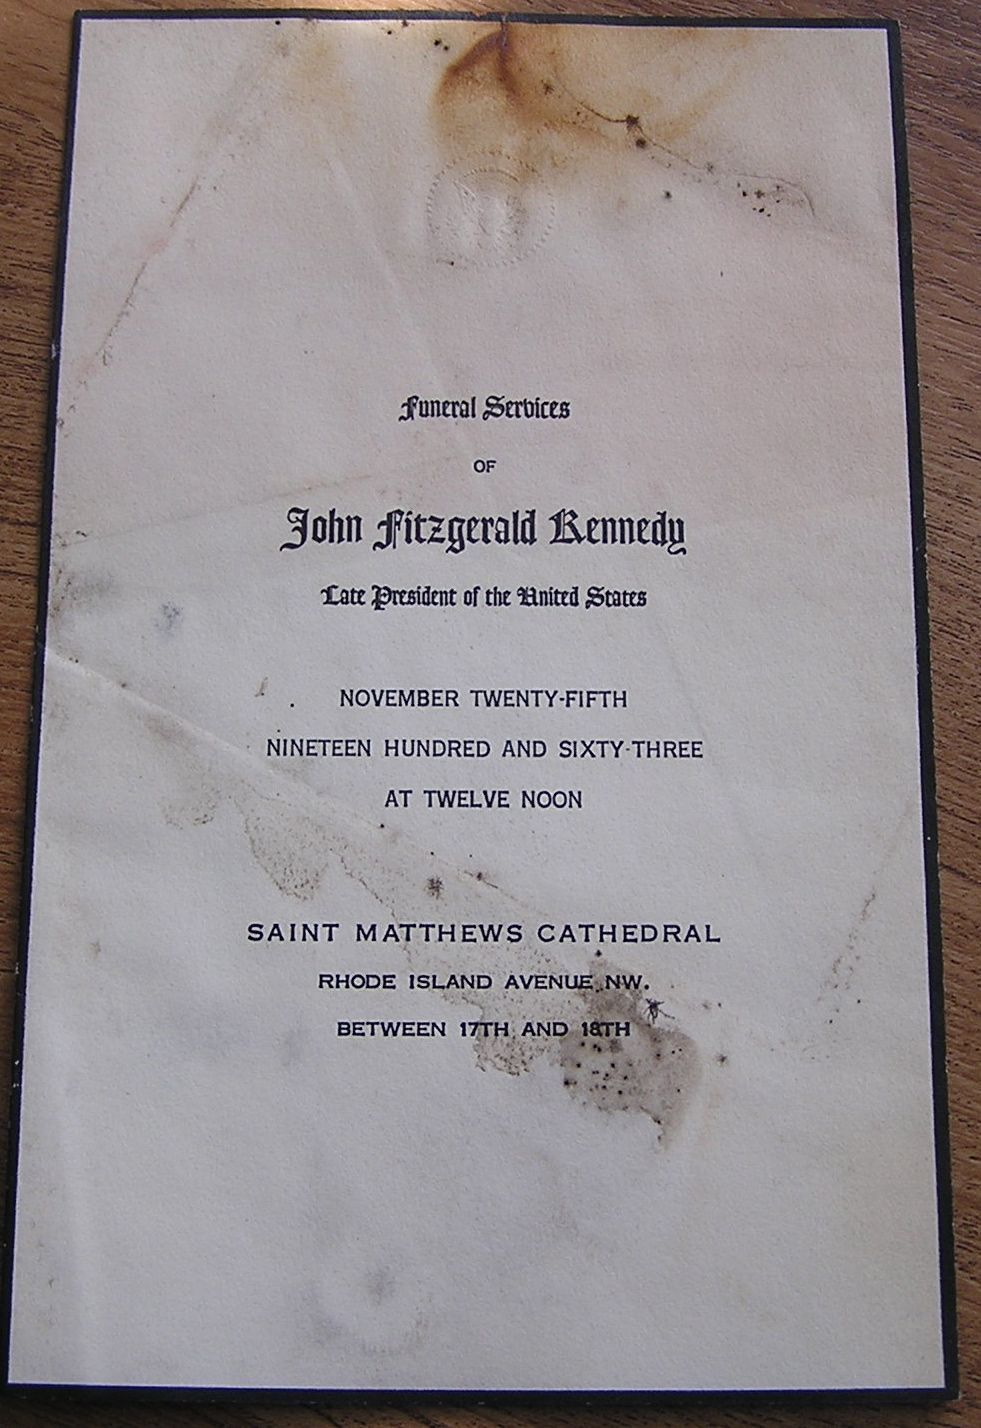 Funeral Services
OF
John Fitzgerald Kennedy
Late President of the United States
NOVEMBER TWENTY-FIFTH
NINETEEN HUNDRED AND SIXTY-THREE
AT TWELVE NOON
SAINT MATTHEWS CATHEDRAL
RHODE ISLAND AVENUE NW.
BETWEEN 17TH AND 18TH